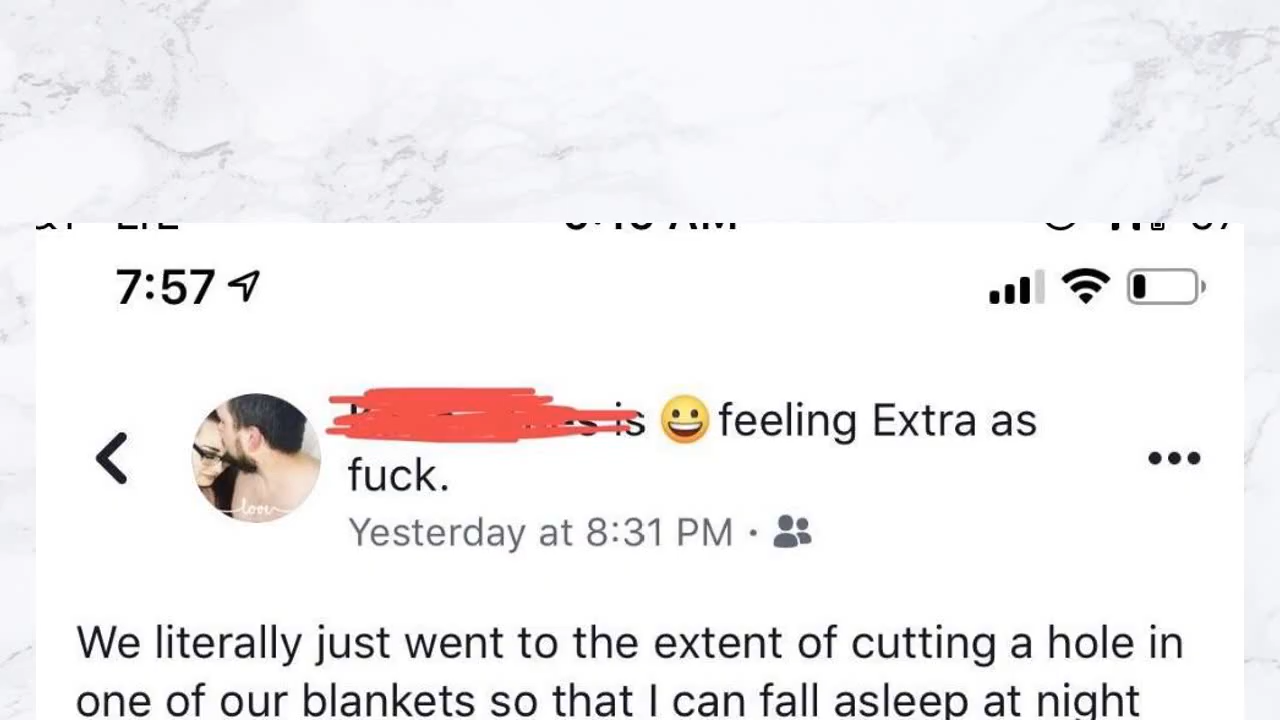 7:57
is 😀 feeling Extra as
fuck.
Yesterday at 8:31 PM ·
We literally just went to the extent of cutting a hole in
one of our blankets so that I can fall asleep at night